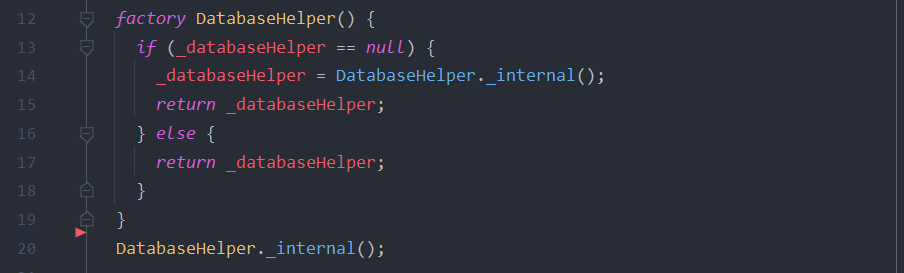 12 factory DatabaseHelper() {
13 if (_databaseHelper == null) {
14 _databaseHelper = DatabaseHelper._internal();
15 return _databaseHelper;
16 } else {
17 return _databaseHelper;
18 }
19 }
20 DatabaseHelper._internal();